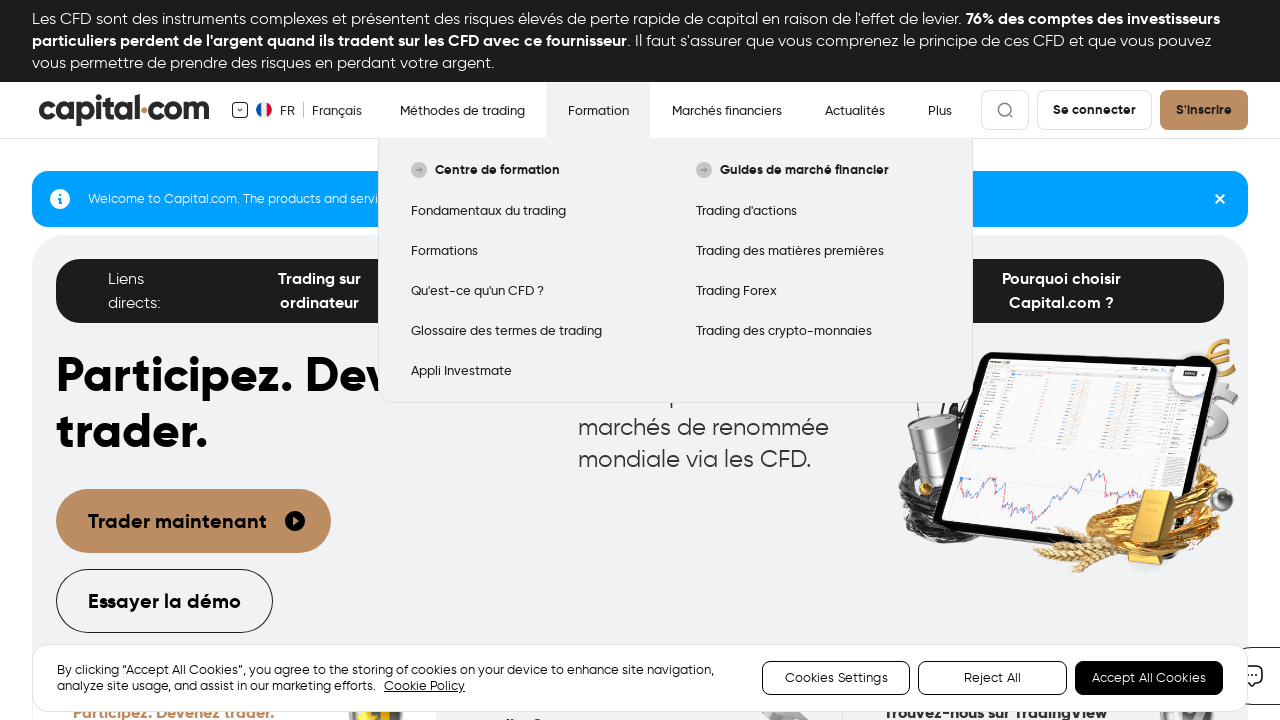 Les CFD sont des instruments complexes et présentent des risques élevés de perte rapide de capital en raison de l'effet de levier. 76% des comptes des investisseurs
particuliers perdent de l'argent quand ils tradent sur les CFD avec ce fournisseur. Il faut s'assurer que vous comprenez le principe de ces CFD et que vous pouvez
vous permettre de prendre des risques en perdant votre argent.
capital.com
FR
Français
Méthodes de trading
Formation
Marchés financiers
Actualités
Plus
Se connecter
S'inscrire
Centre de formation
Guides de marché financier
Welcome to Capital.com. The products and servi
Fondamentaux du trading
Trading d'actions
Formations
Trading des matières premières
Qu'est-ce qu'un CFD ?
Trading Forex
Glossaire des termes de trading
Trading des crypto-monnaies
Appli Investmate
Liens
directs:
Trading sur
ordinateur
Pourquoi choisir
Capital.com ?
Participez. Dev
trader.
marchés de renommée
mondiale via les CFD.
Trader maintenant
Essayer la démo
By clicking “Accept All Cookies”, you agree to the storing of cookies on your device to enhance site navigation,
analyze site usage, and assist in our marketing efforts. Cookie Policy
Cookies Settings
Reject All
Accept All Cookies
Participez. Devenez trader.
Trouvez-nous sur TradingView